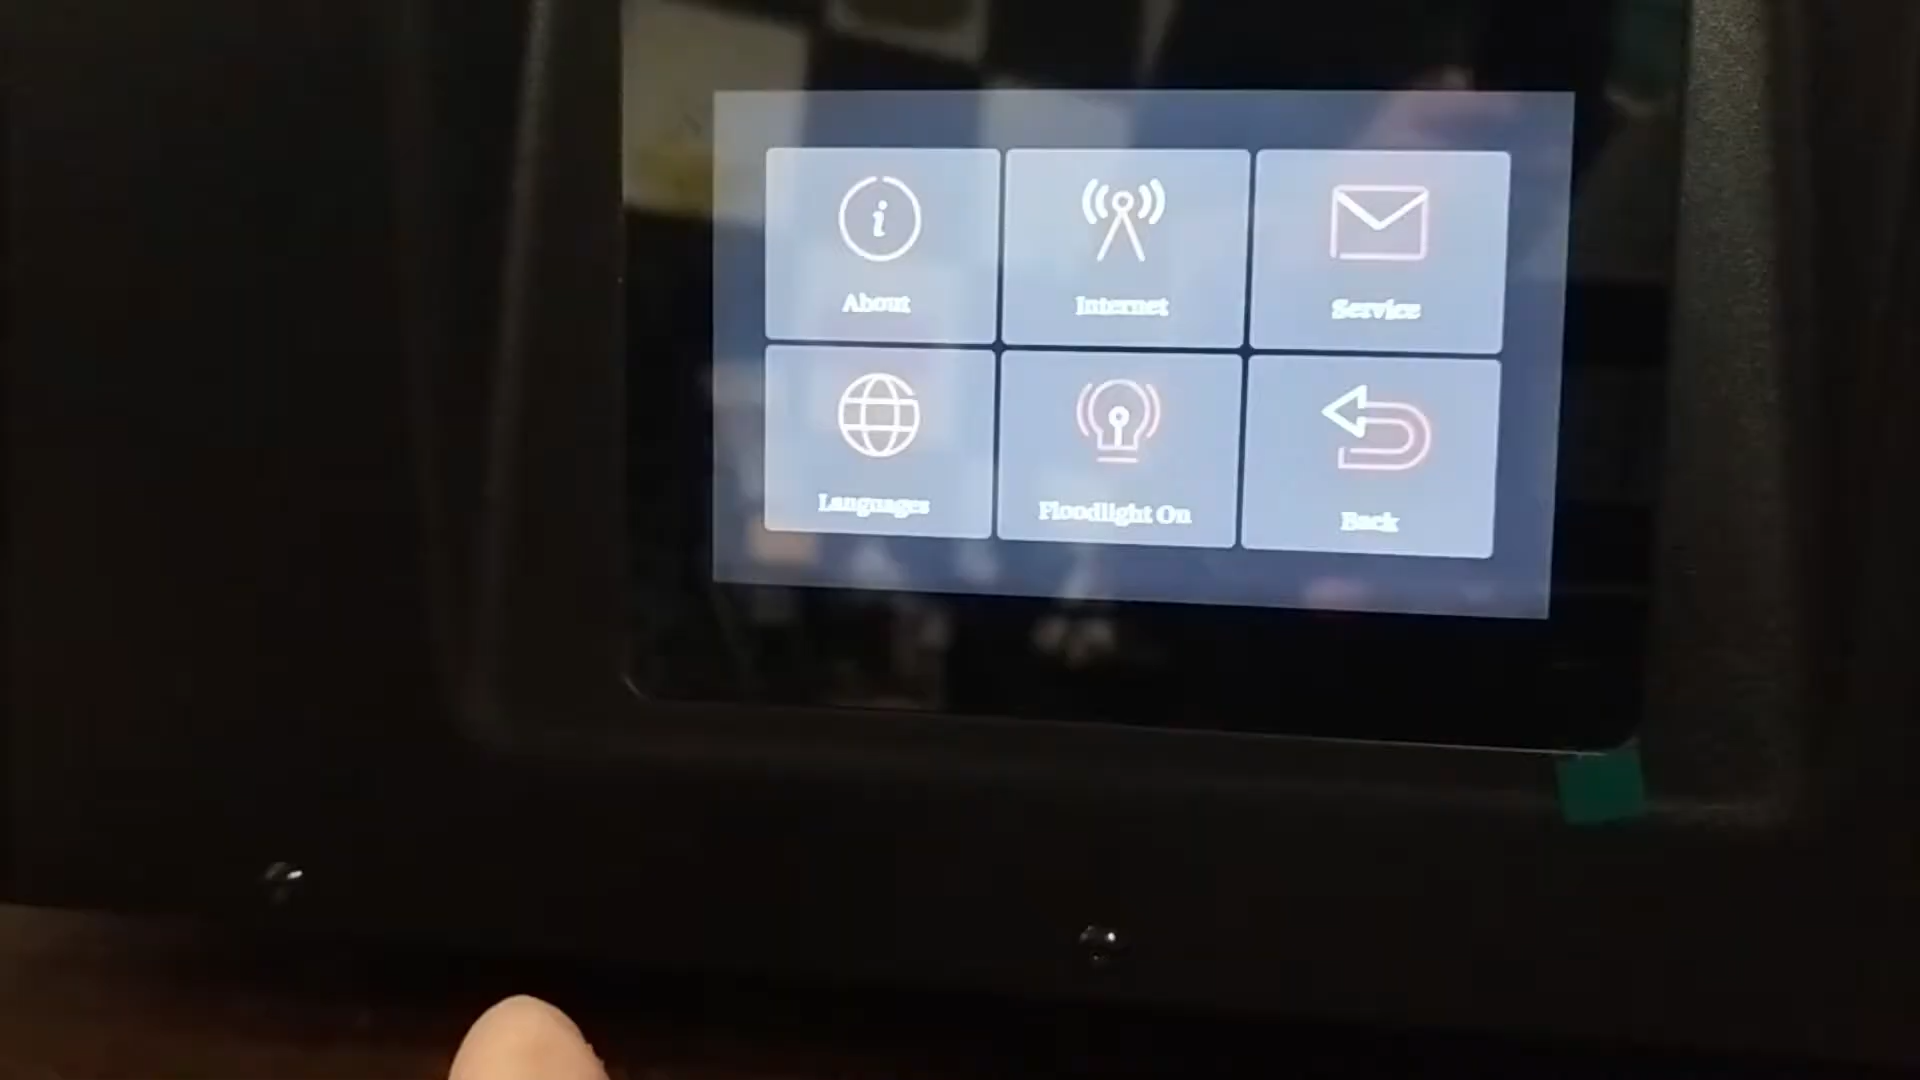 About
Internet
Service
Languages
Floodlight On
Back